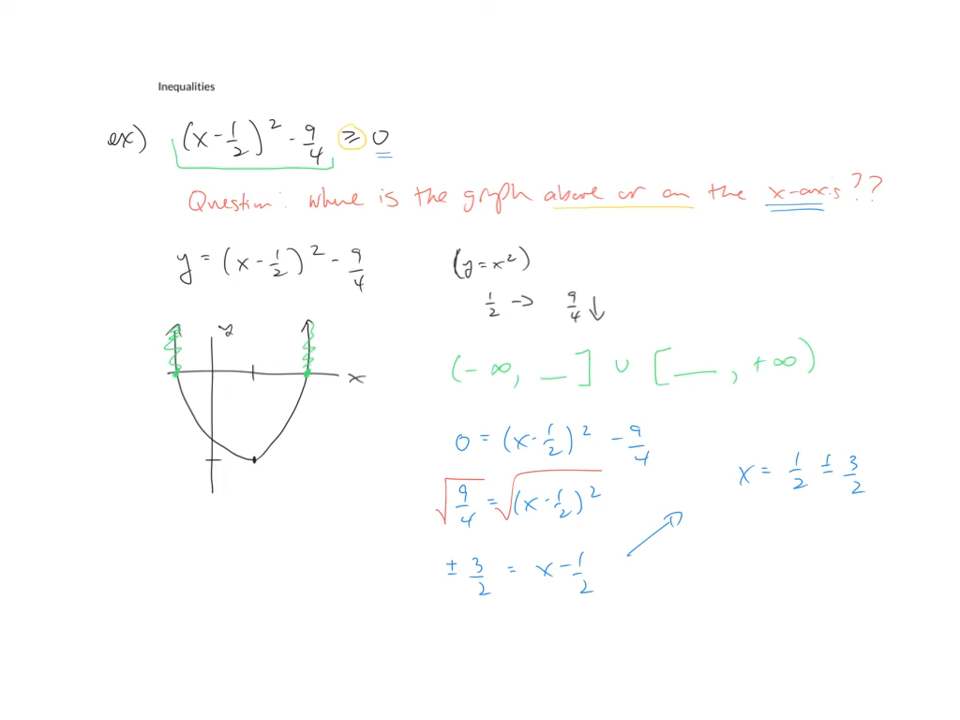 Inequalities
ex) (x - 1/2)² - 9/4 ≥ 0
Question: where is the graph above or on the x-axis??
y = (x - 1/2)² - 9/4
(y = x²)
1/2 → 9/4 ↓
y
x
(-∞, __] ∪ [__, +∞)
0 = (x - 1/2)² - 9/4
√(9/4) = √((x - 1/2)²)
± 3/2 = x - 1/2
x = 1/2 ± 3/2